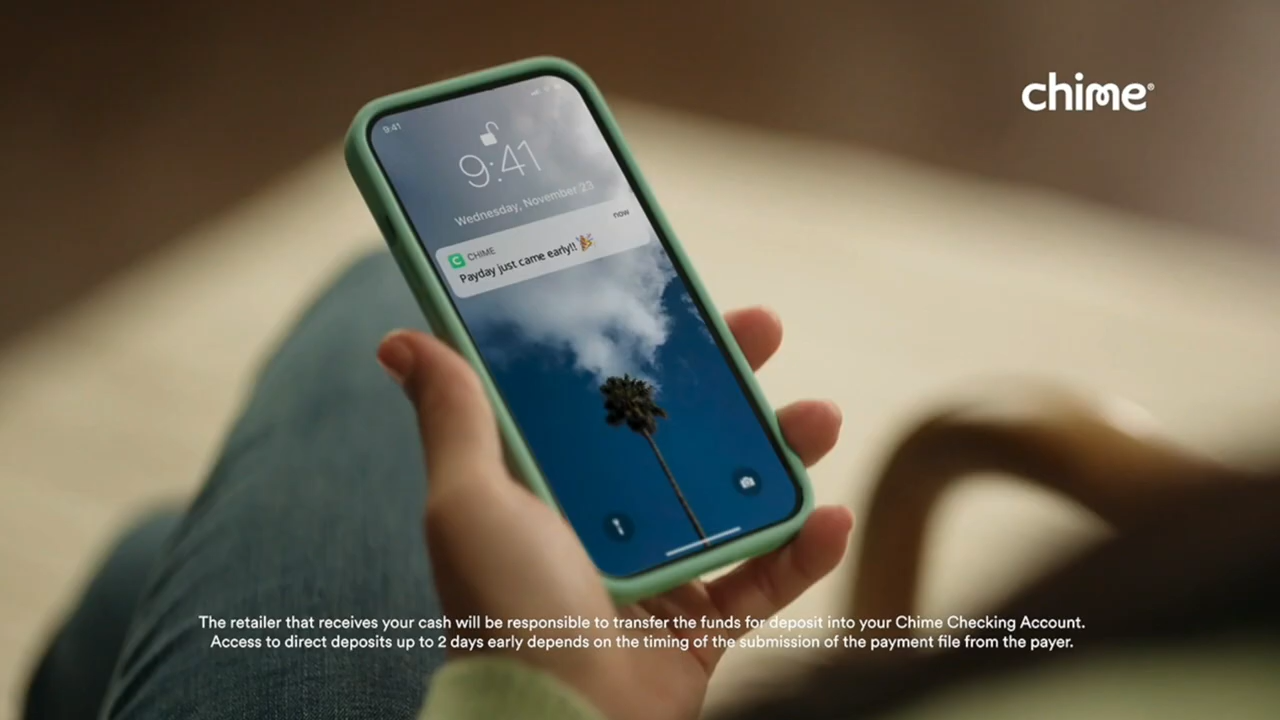 chime®
9:41
9:41
Wednesday, November 23
CHIME
now
Payday just came early!! 🎉
The retailer that receives your cash will be responsible to transfer the funds for deposit into your Chime Checking Account.
Access to direct deposits up to 2 days early depends on the timing of the submission of the payment file from the payer.